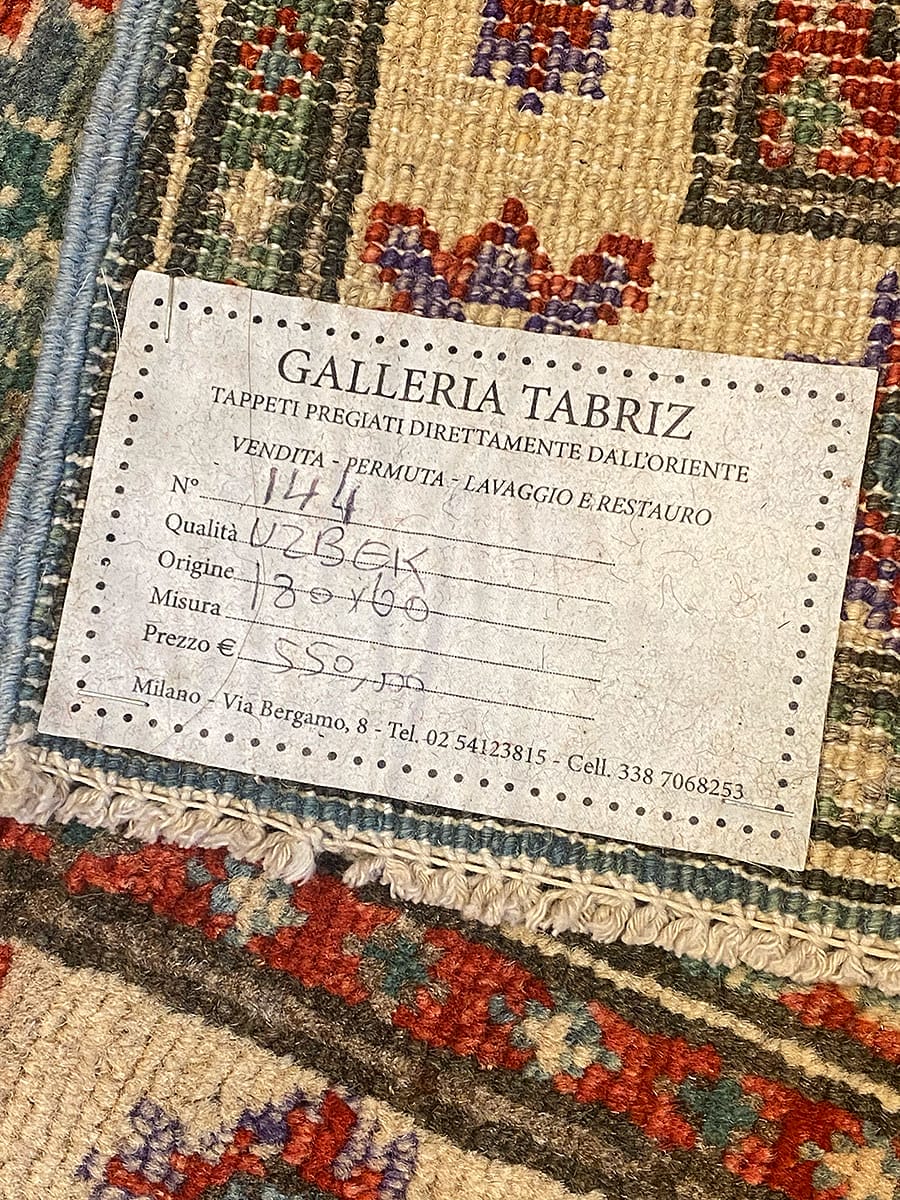 GALLERIA TABRIZ
TAPPETI PREGIATI DIRETTAMENTE DALL'ORIENTE
VENDITA - PERMUTA - LAVAGGIO E RESTAURO
N° 144
Qualità UZBEK
Origine 180x60
Misura
Prezzo € 550,00
Milano - Via Bergamo, 8 - Tel. 02 54123815 - Cell. 338 7068253